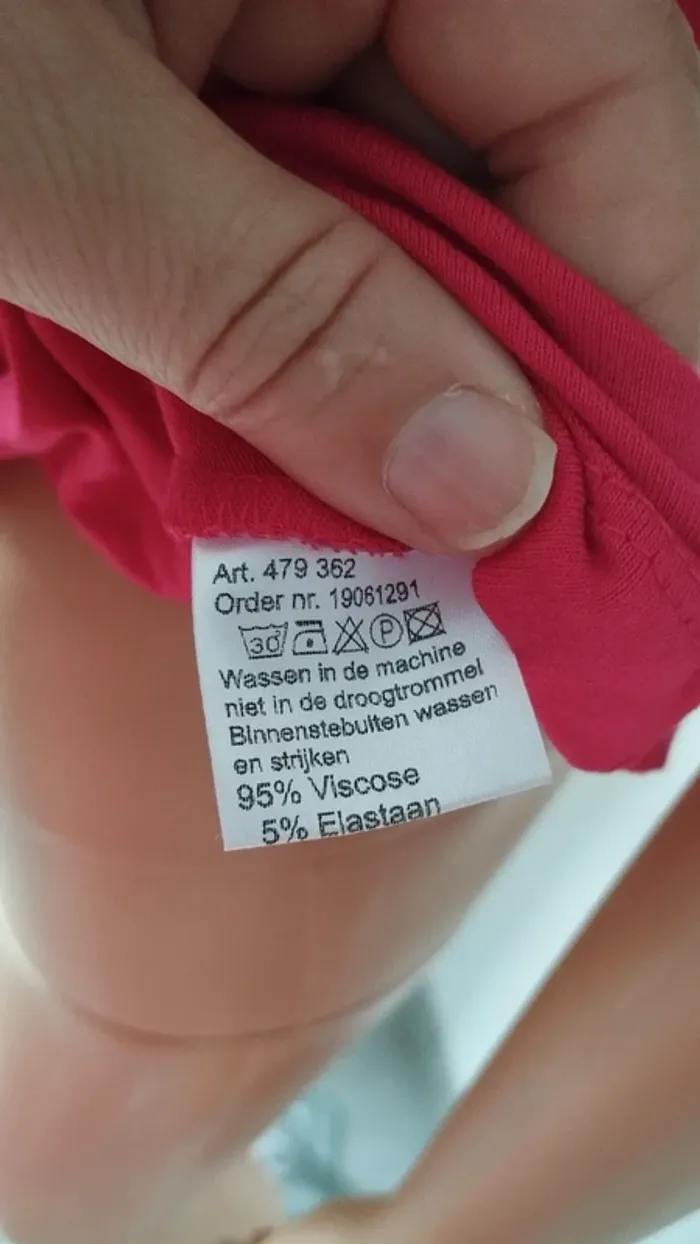 Art. 479 362
Order nr. 19061291
30 P
Wassen in de machine
niet in de droogtrommel
Binnenstebuiten wassen
en strijken
95% Viscose
5% Elastaan